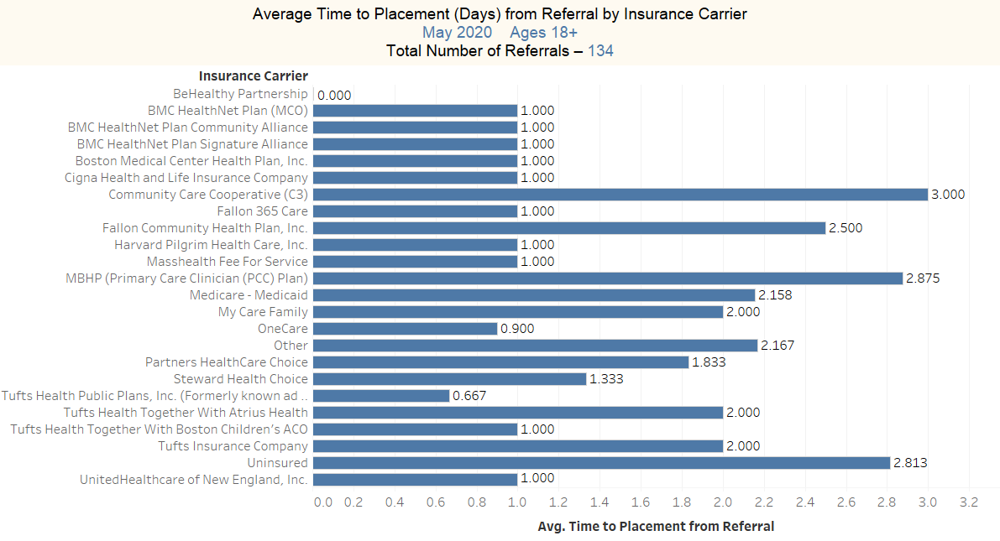 Average Time to Placement (Days) from Referral by Insurance Carrier
May 2020 Ages 18+
Total Number of Referrals – 134
Insurance Carrier
BeHealthy Partnership 0.000
BMC HealthNet Plan (MCO) 1.000
BMC HealthNet Plan Community Alliance 1.000
BMC HealthNet Plan Signature Alliance 1.000
Boston Medical Center Health Plan, Inc. 1.000
Cigna Health and Life Insurance Company 1.000
Community Care Cooperative (C3) 3.000
Fallon 365 Care 1.000
Fallon Community Health Plan, Inc. 2.500
Harvard Pilgrim Health Care, Inc. 1.000
Masshealth Fee For Service 1.000
MBHP (Primary Care Clinician (PCC) Plan) 2.875
Medicare - Medicaid 2.158
My Care Family 2.000
OneCare 0.900
Other 2.167
Partners HealthCare Choice 1.833
Steward Health Choice 1.333
Tufts Health Public Plans, Inc. (Formerly known ad .. 0.667
Tufts Health Together With Atrius Health 2.000
Tufts Health Together With Boston Children’s ACO 1.000
Tufts Insurance Company 2.000
Uninsured 2.813
UnitedHealthcare of New England, Inc. 1.000
0.0 0.2 0.4 0.6 0.8 1.0 1.2 1.4 1.6 1.8 2.0 2.2 2.4 2.6 2.8 3.0 3.2
Avg. Time to Placement from Referral